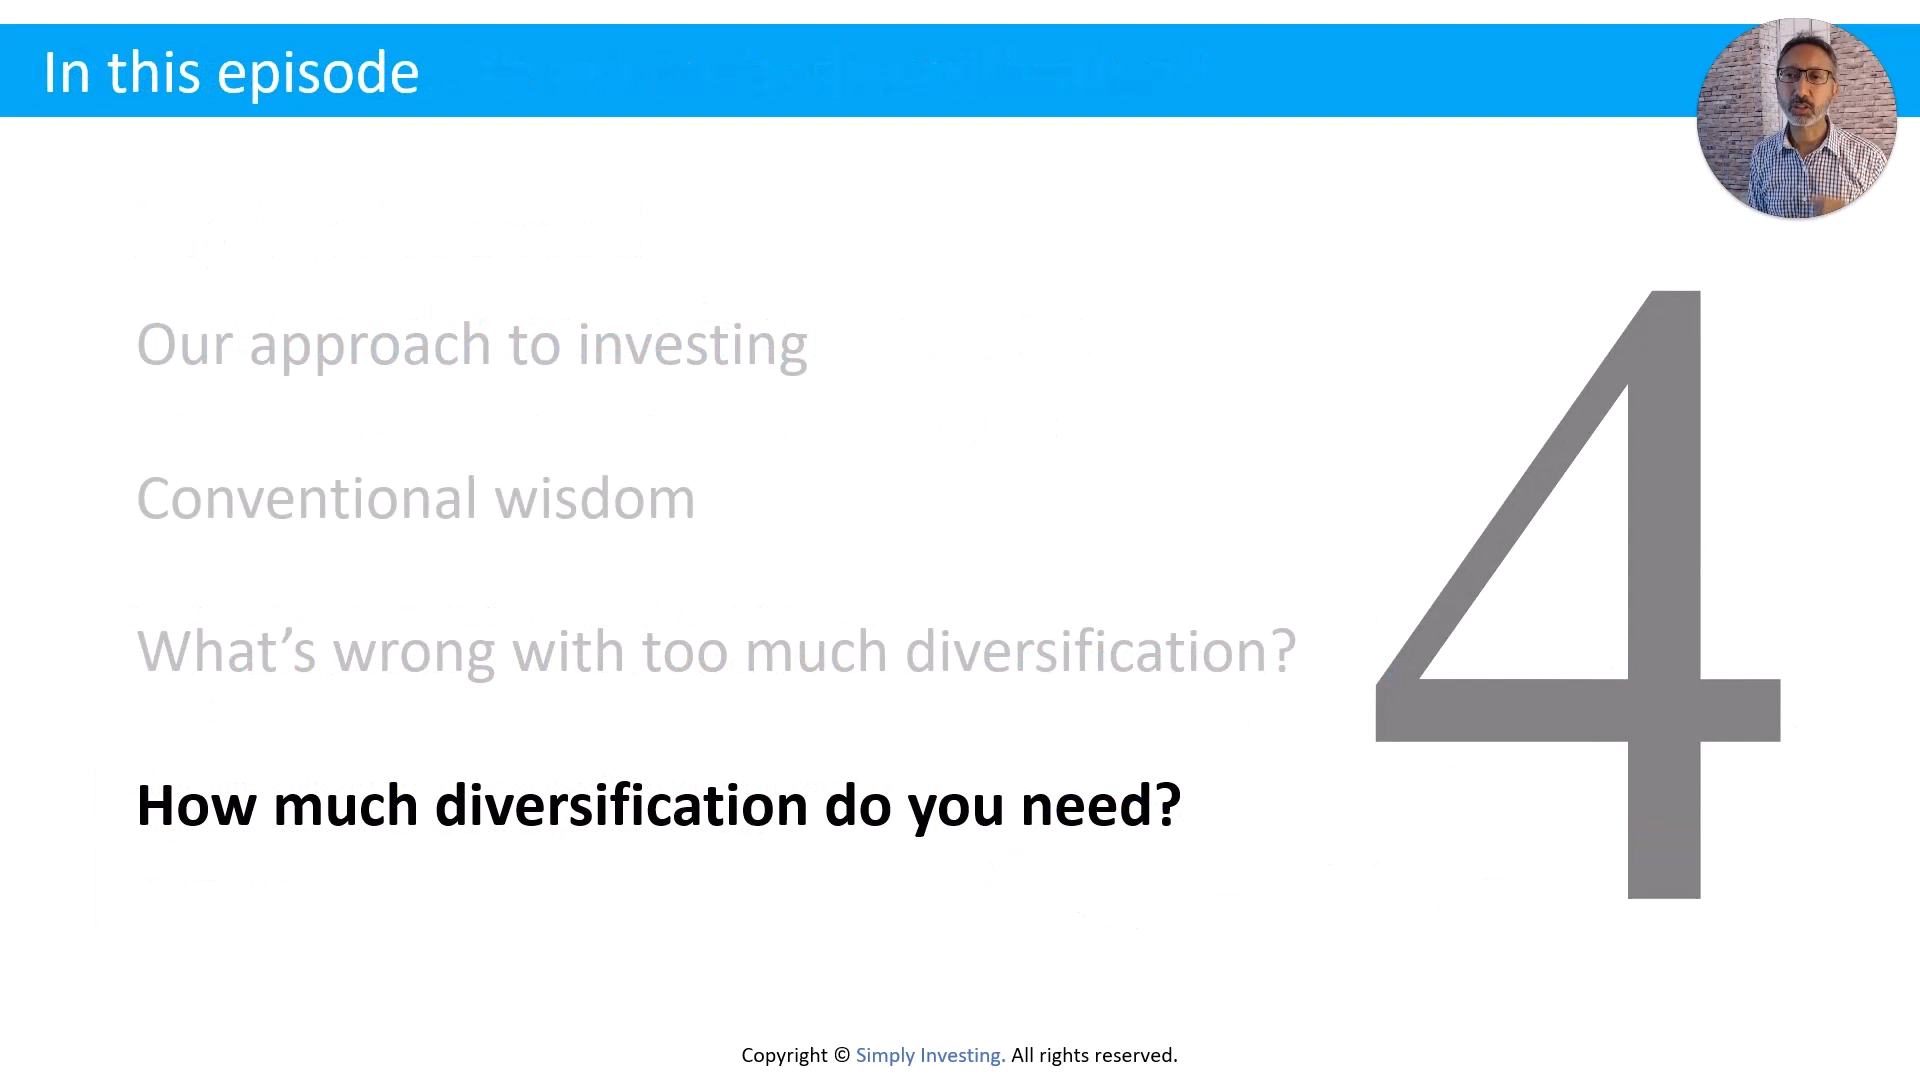 In this episode
Our approach to investing
Conventional wisdom
What’s wrong with too much diversification?
How much diversification do you need?
4
Copyright © Simply Investing. All rights reserved.